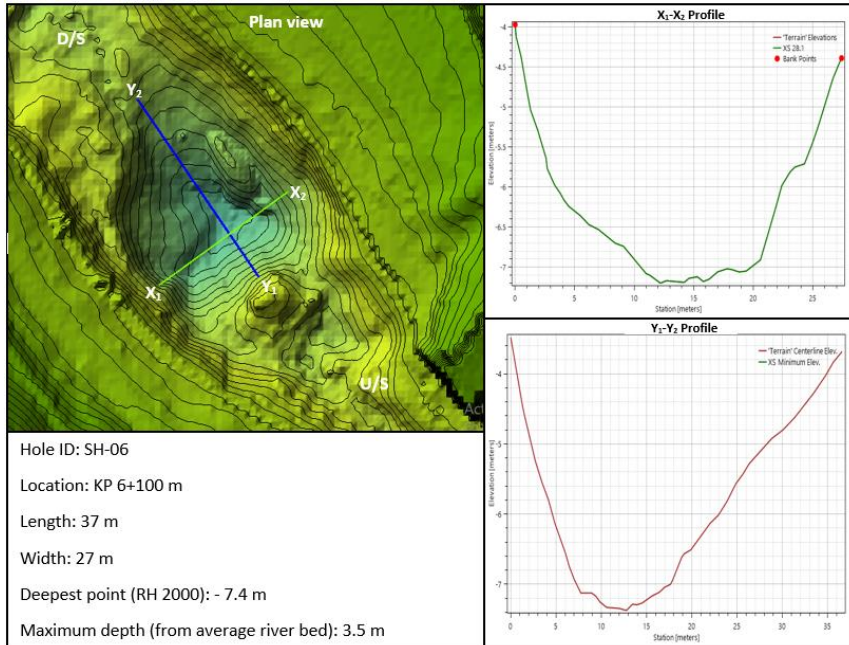 Plan view
D/S
Y₂
X₂
X₁
Y₁
U/S
Hole ID: SH-06
Location: KP 6+100 m
Length: 37 m
Width: 27 m
Deepest point (RH 2000): - 7.4 m
Maximum depth (from average river bed): 3.5 m
X₁-X₂ Profile
'Terrain' Elevations
XS 28.1
Bank Points
Elevation [meters]
-4
-4.5
-5
-5.5
-6
-6.5
-7
0 5 10 15 20 25
Station [meters]
Y₁-Y₂ Profile
'Terrain' Centerline Elev.
XS Minimum Elev.
Elevation [meters]
-4
-5
-6
-7
0 5 10 15 20 25 30 35
Station [meters]